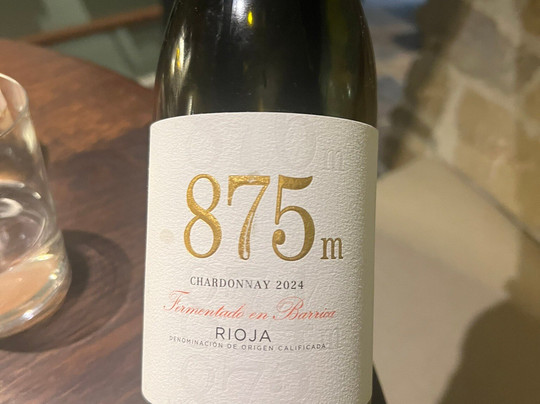 875m
CHARDONNAY 2024
Fermentado en Barrica
RIOJA
DENOMINACIÓN DE ORIGEN CALIFICADA